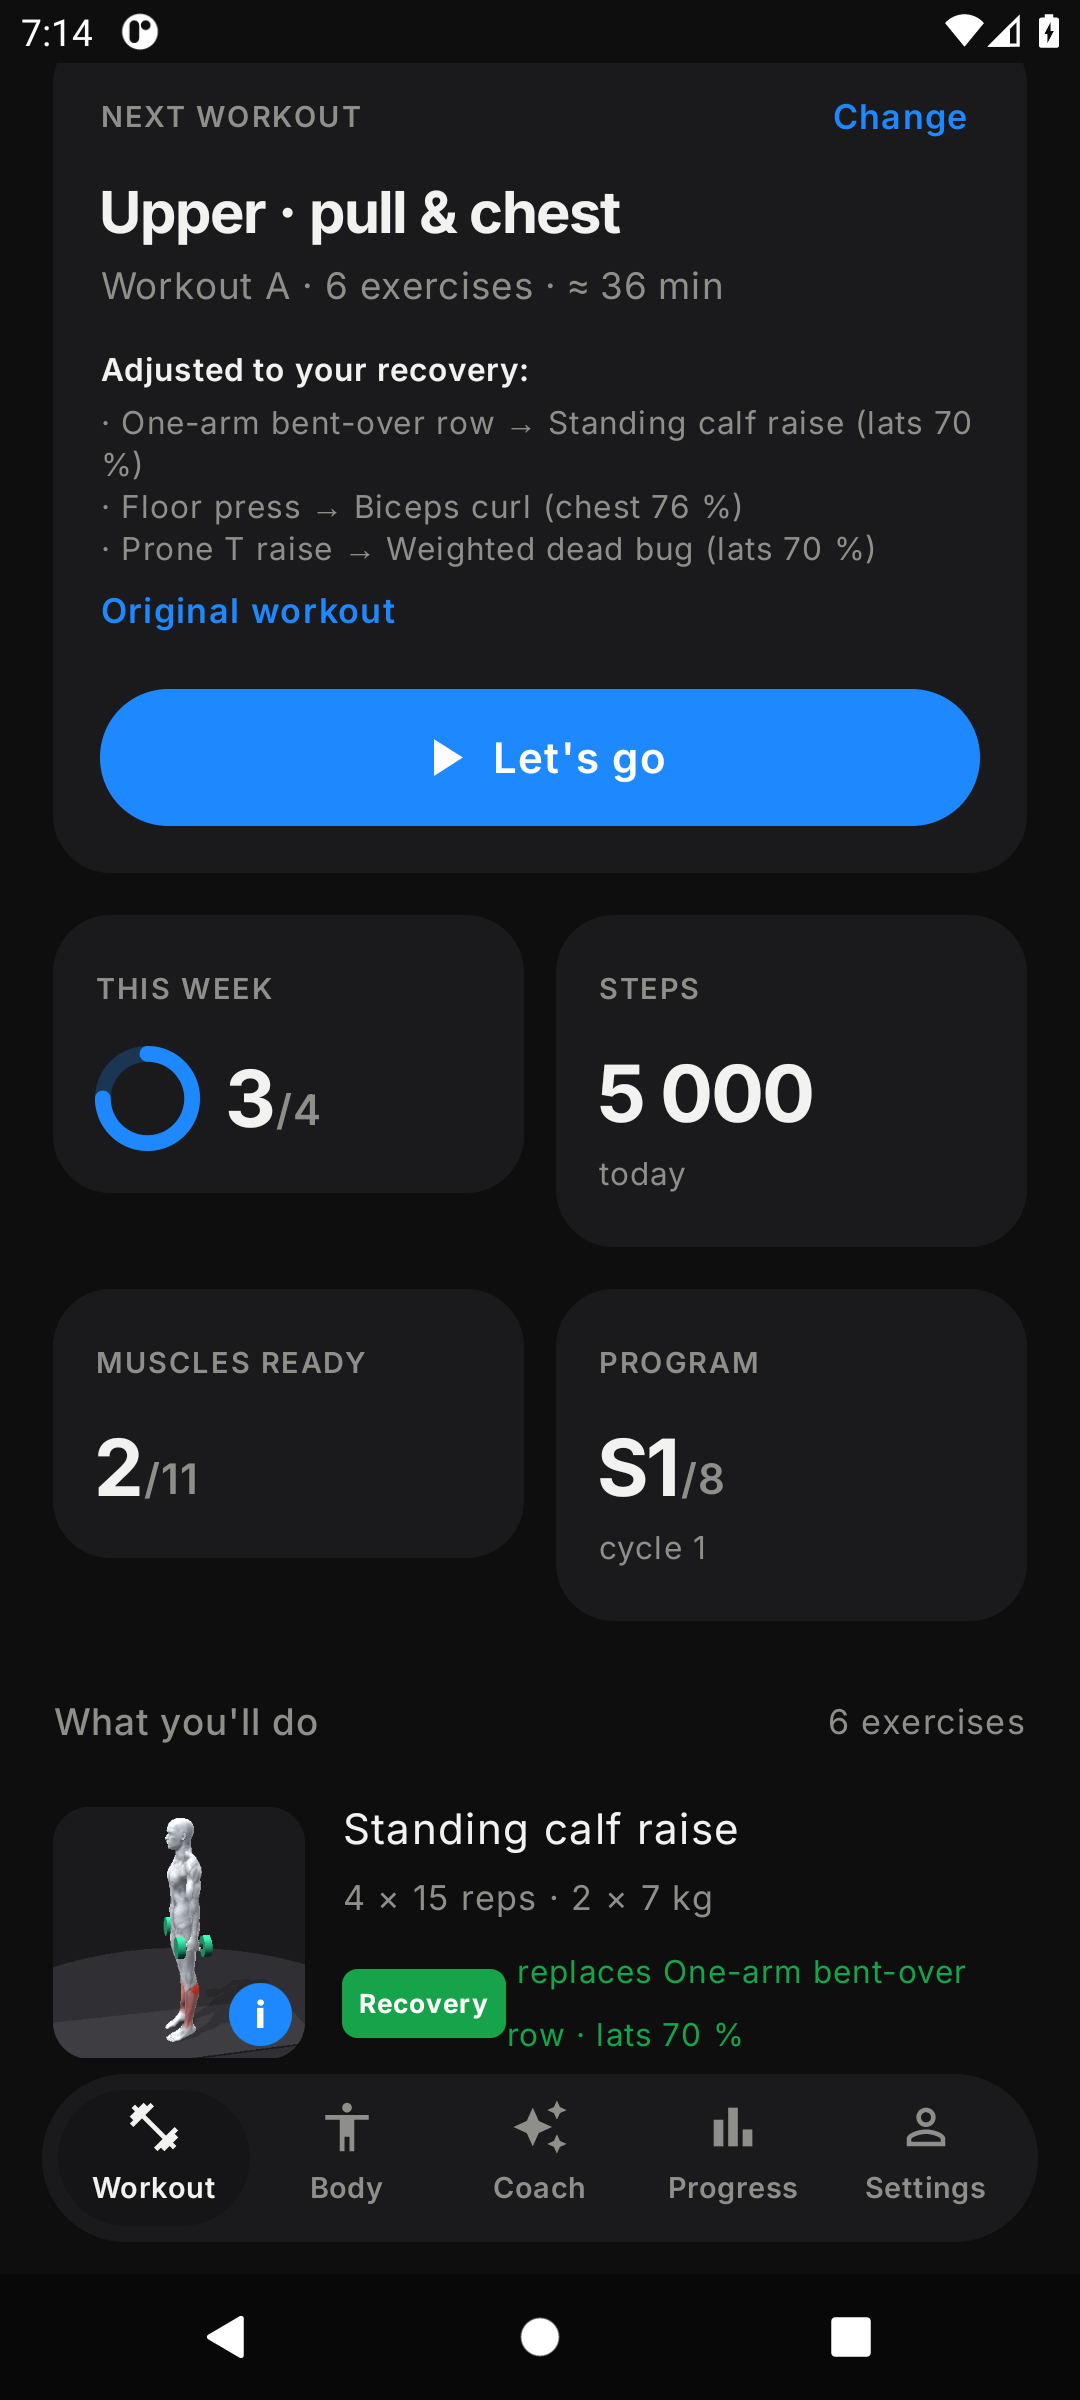 7:14
NEXT WORKOUT
Change
Upper · pull & chest
Workout A · 6 exercises · ≈ 36 min
Adjusted to your recovery:
· One-arm bent-over row → Standing calf raise (lats 70
%)
· Floor press → Biceps curl (chest 76 %)
· Prone T raise → Weighted dead bug (lats 70 %)
Original workout
Let's go
THIS WEEK
3/4
STEPS
5 000
today
MUSCLES READY
2/11
PROGRAM
S1/8
cycle 1
What you'll do
6 exercises
Standing calf raise
4 × 15 reps · 2 × 7 kg
i
Recovery replaces One-arm bent-over
row · lats 70 %
Workout
Body
Coach
Progress
Settings